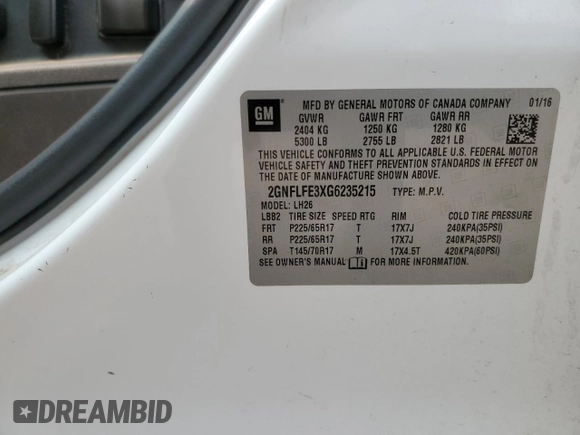 GM
MFD BY GENERAL MOTORS OF CANADA COMPANY 01/16
GVWR GAWR FRT GAWR RR
2404 KG 1250 KG 1280 KG
5300 LB 2755 LB 2821 LB
THIS VEHICLE CONFORMS TO ALL APPLICABLE U.S. FEDERAL MOTOR
VEHICLE SAFETY AND THEFT PREVENTION STANDARDS IN EFFECT ON
THE DATE OF MANUFACTURE SHOWN ABOVE.
2GNFLFE3XG6235215 TYPE: M.P.V.
MODEL: LH26
LBB2 TIRE SIZE SPEED RTG RIM COLD TIRE PRESSURE
FRT P225/65R17 T 17X7J 240KPA(35PSI)
RR P225/65R17 T 17X7J 240KPA(35PSI)
SPA T145/70R17 M 17X4.5T 420KPA(60PSI)
SEE OWNER'S MANUAL FOR MORE INFORMATION.
DREAMBID